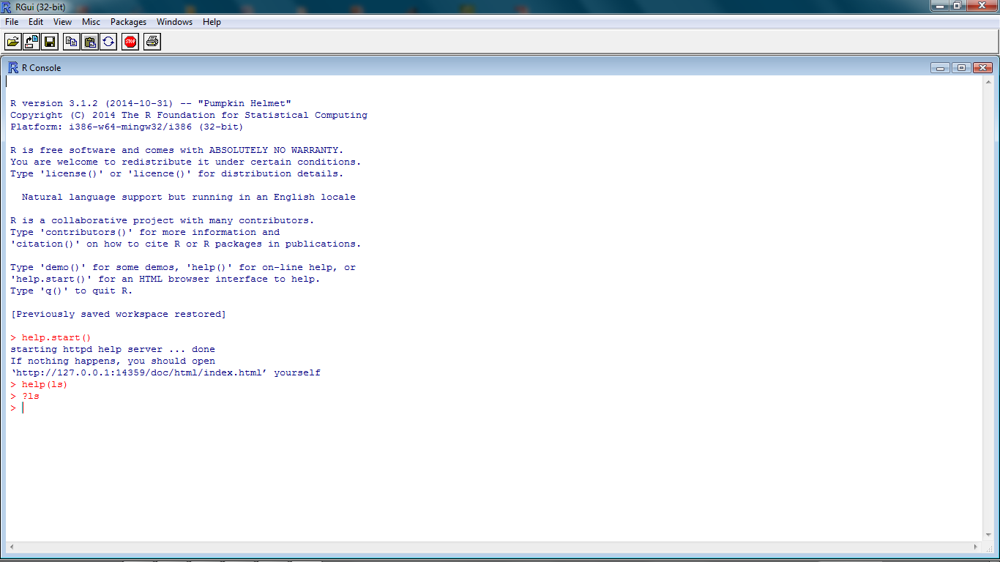 RGui (32-bit)
File Edit View Misc Packages Windows Help
STOP
R Console
R version 3.1.2 (2014-10-31) -- "Pumpkin Helmet"
Copyright (C) 2014 The R Foundation for Statistical Computing
Platform: i386-w64-mingw32/i386 (32-bit)
R is free software and comes with ABSOLUTELY NO WARRANTY.
You are welcome to redistribute it under certain conditions.
Type 'license()' or 'licence()' for distribution details.
Natural language support but running in an English locale
R is a collaborative project with many contributors.
Type 'contributors()' for more information and
'citation()' on how to cite R or R packages in publications.
Type 'demo()' for some demos, 'help()' for on-line help, or
'help.start()' for an HTML browser interface to help.
Type 'q()' to quit R.
[Previously saved workspace restored]
> help.start()
starting httpd help server ... done
If nothing happens, you should open
‘http://127.0.0.1:14359/doc/html/index.html’ yourself
> help(ls)
> ?ls
>